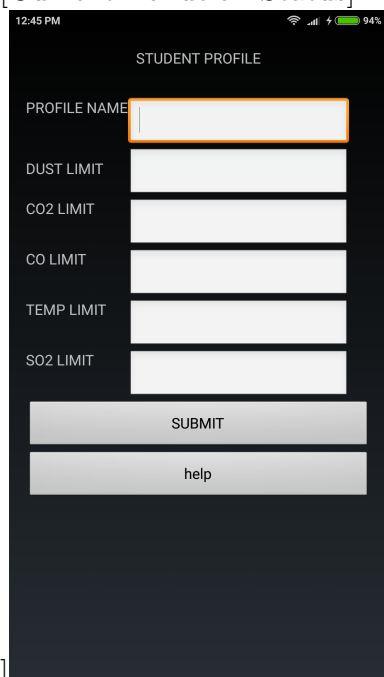 12:45 PM 94%
STUDENT PROFILE
PROFILE NAME
DUST LIMIT
CO2 LIMIT
CO LIMIT
TEMP LIMIT
SO2 LIMIT
SUBMIT
help
]